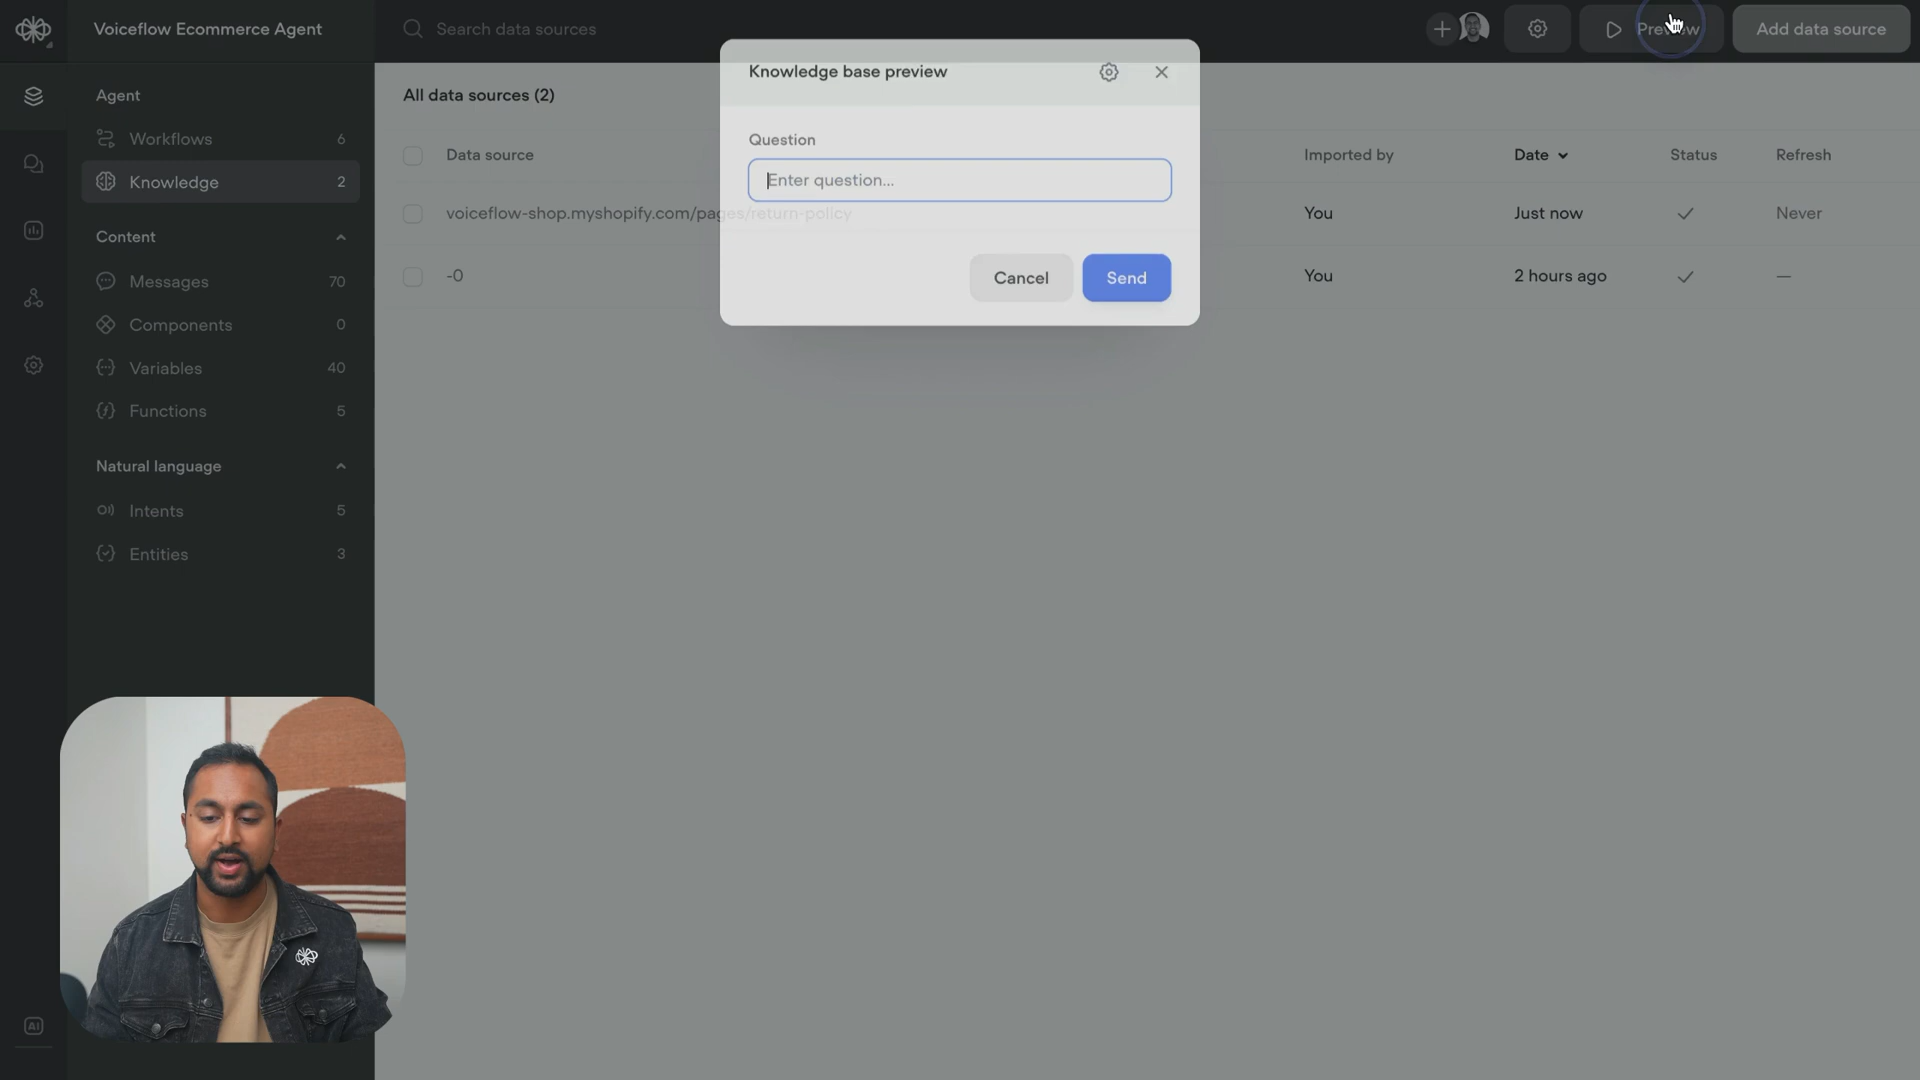 Voiceflow Ecommerce Agent
Search data sources
Preview
Add data source
Knowledge base preview
Agent
All data sources (2)
Workflows 6
Question
Data source
Imported by
Date
Status
Refresh
Knowledge 2
Enter question...
voiceflow-shop.myshopify.com/pages/return-policy
You
Just now
Never
Content
-0
You
2 hours ago
—
Cancel
Send
Messages 70
Components 0
Variables 40
Functions 5
Natural language
Intents 5
Entities 3
AI